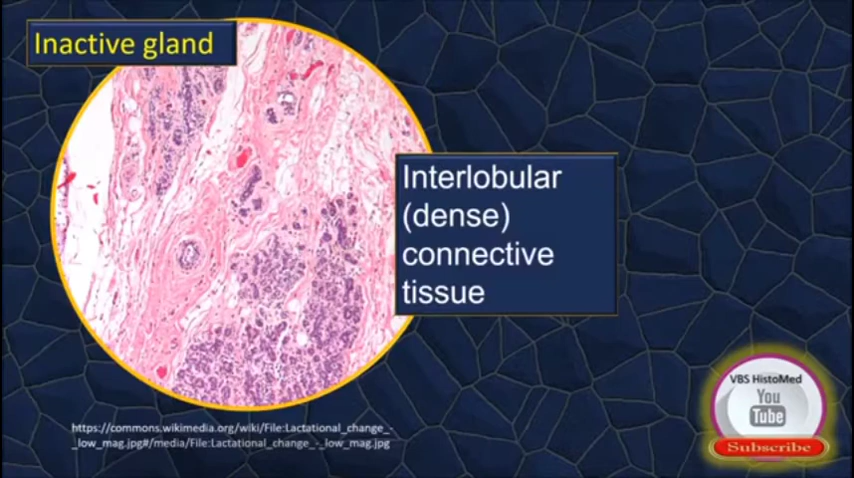 Inactive gland
Interlobular
(dense)
connective
tissue
https://commons.wikimedia.org/wiki/File:Lactational_change_-
_low_mag.jpg#/media/File:Lactational_change_-_low_mag.jpg
VBS HistoMed
You
Tube
Subscribe